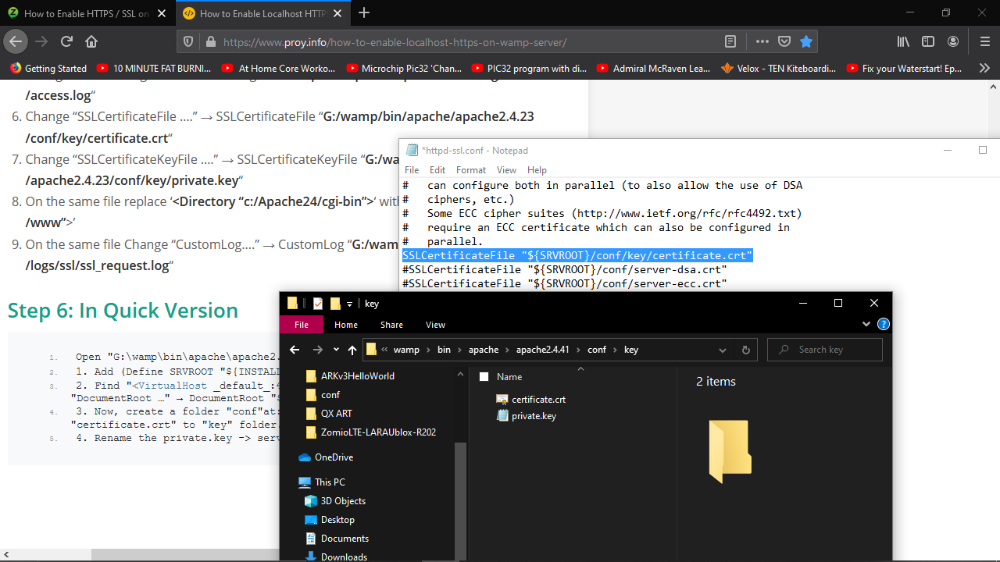 How to Enable HTTPS / SSL on
How to Enable Localhost HTTPS
https://www.proy.info/how-to-enable-localhost-https-on-wamp-server/
Getting Started
10 MINUTE FAT BURNI...
At Home Core Worko...
Microchip Pic32 'Chan...
PIC32 program with di...
Admiral McRaven Lea...
Velox - TEN Kiteboardi...
Fix your Waterstart! Ep...
/access.log“
6. Change “SSLCertificateFile ….” → SSLCertificateFile “G:/wamp/bin/apache/apache2.4.23
/conf/key/certificate.crt“
7. Change “SSLCertificateKeyFile ….” → SSLCertificateKeyFile “G:/wa
/apache2.4.23/conf/key/private.key“
8. On the same file replace ‘<Directory “c:/Apache24/cgi-bin”>‘ with
/www”>’
9. On the same file Change “CustomLog….” → CustomLog “G:/wam
/logs/ssl/ssl_request.log“
Step 6: In Quick Version
1. Open "G:\wamp\bin\apache\apache2.
2. 1. Add (Define SRVROOT "${INSTAL
3. 2. Find "<VirtualHost _default_:4
"DocumentRoot …" → DocumentRoot "$
4. 3. Now, create a folder "conf"at:
"certificate.crt" to "key" folder.
5. 4. Rename the private.key -> serv
*httpd-ssl.conf - Notepad
File Edit Format View Help
# can configure both in parallel (to also allow the use of DSA
# ciphers, etc.)
# Some ECC cipher suites (http://www.ietf.org/rfc/rfc4492.txt)
# require an ECC certificate which can also be configured in
# parallel.
SSLCertificateFile "${SRVROOT}/conf/key/certificate.crt"
#SSLCertificateFile "${SRVROOT}/conf/server-dsa.crt"
#SSLCertificateFile "${SRVROOT}/conf/server-ecc.crt"
key
File Home Share View
« wamp › bin › apache › apache2.4.41 › conf › key
Search key
ARKv3HelloWorld
conf
QX ART
ZomioLTE-LARAUblox-R202
OneDrive
This PC
3D Objects
Desktop
Documents
Downloads
Name
certificate.crt
private.key
2 items